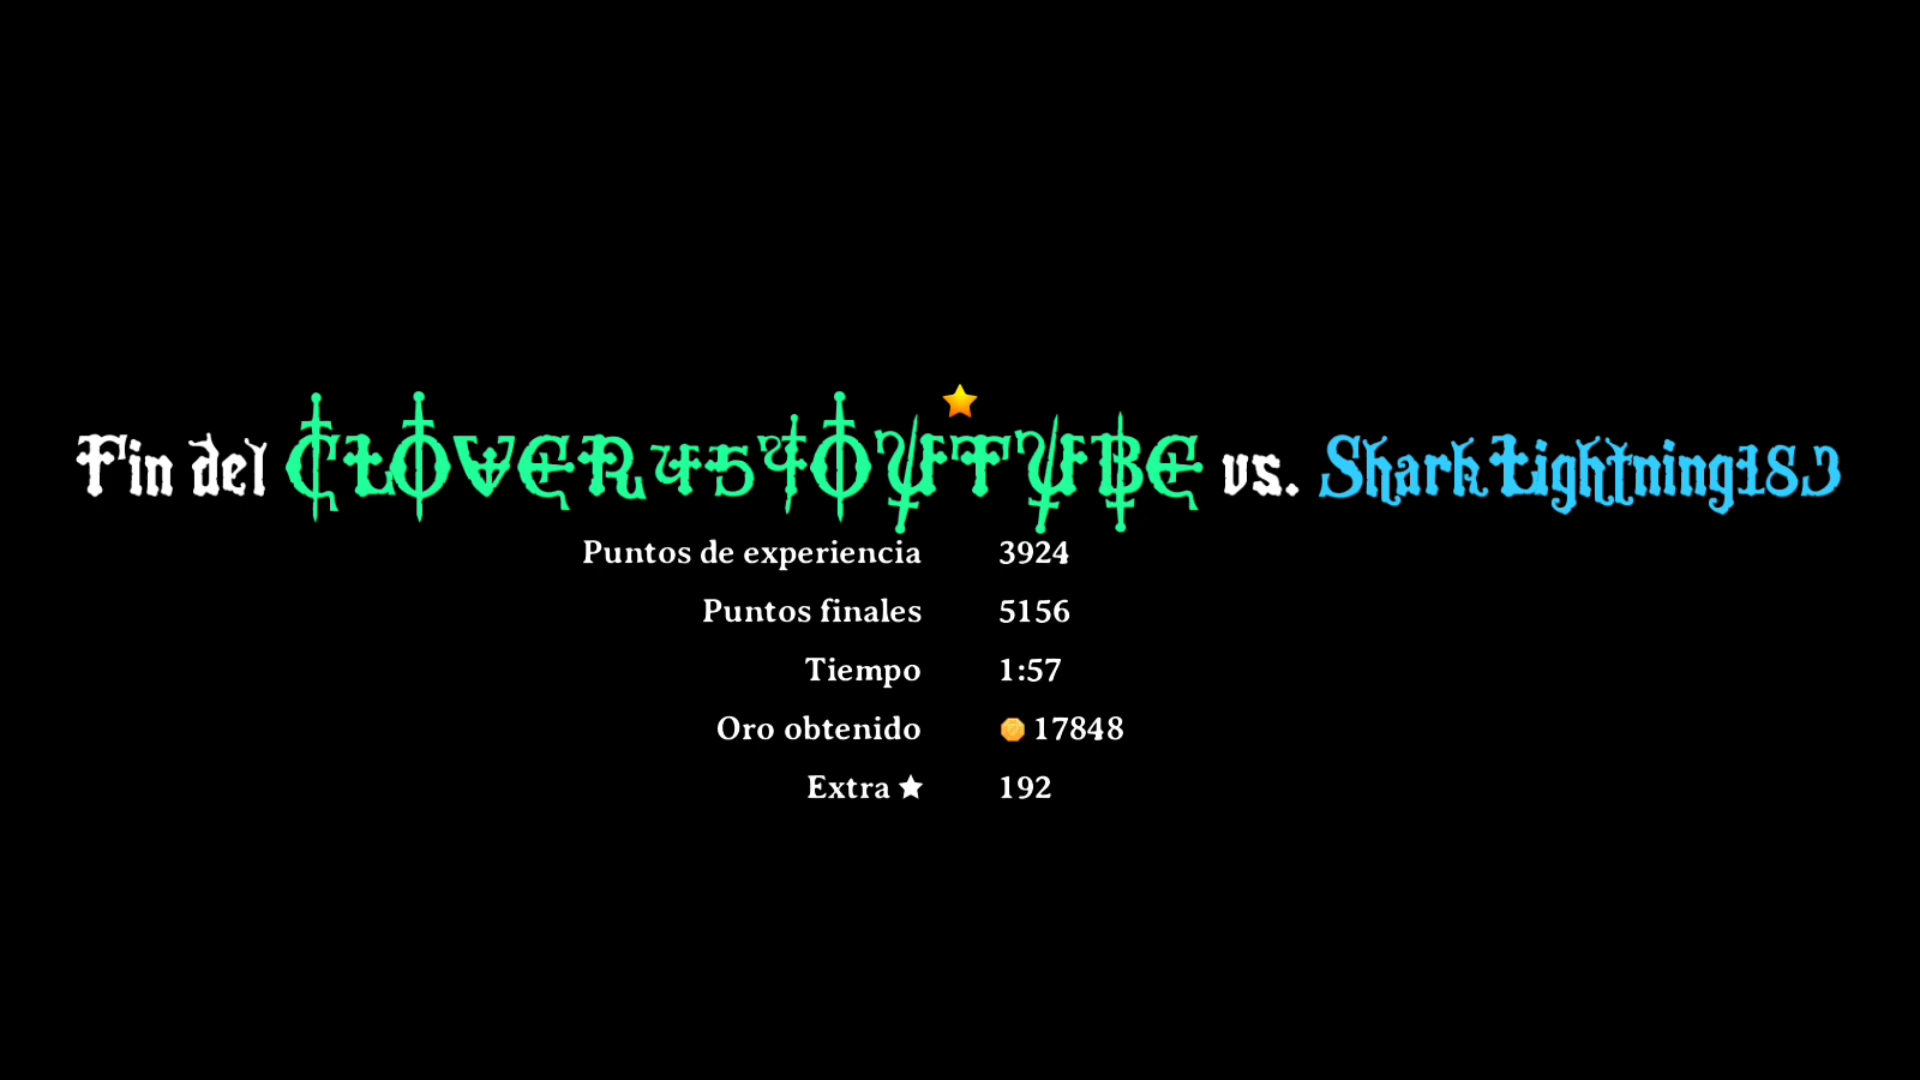 Fin del CLOVER45YOUTUBE vs. SharkLightning183
Puntos de experiencia 3924
Puntos finales 5156
Tiempo 1:57
Oro obtenido 17848
Extra ★ 192